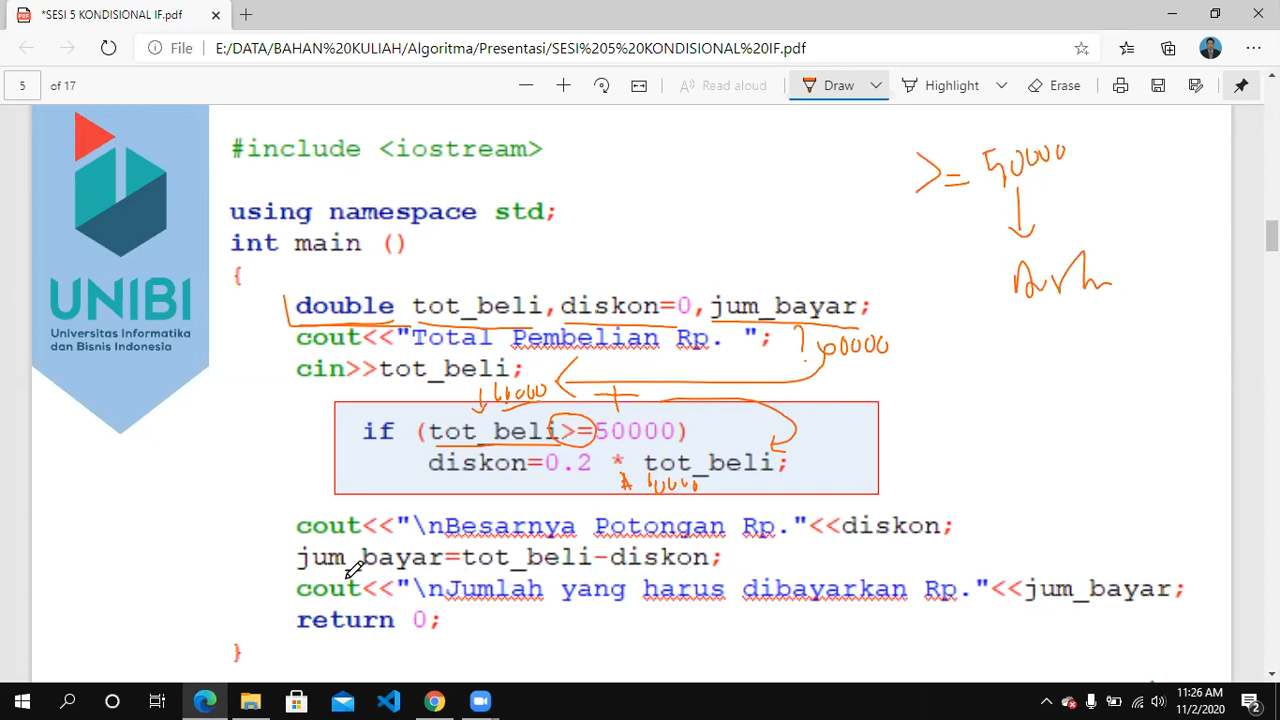 *SESI 5 KONDISIONAL IF.pdf
File E:/DATA/BAHAN%20KULIAH/Algoritma/Presentasi/SESI%205%20KONDISIONAL%20IF.pdf
5 of 17 Read aloud Draw Highlight Erase
#include <iostream>
>= 50000
using namespace std;
int main ()
{
UNIBI
Universitas Informatika
dan Bisnis Indonesia
double tot_beli,diskon=0,jum_bayar;
cout<<"Total Pembelian Rp. ";
cin>>tot_beli;
if (tot_beli>=50000)
diskon=0.2 * tot_beli;
cout<<"\nBesarnya Potongan Rp."<<diskon;
jum_bayar=tot_beli-diskon;
cout<<"\nJumlah yang harus dibayarkan Rp."<<jum_bayar;
return 0;
}
11:26 AM
11/2/2020
2